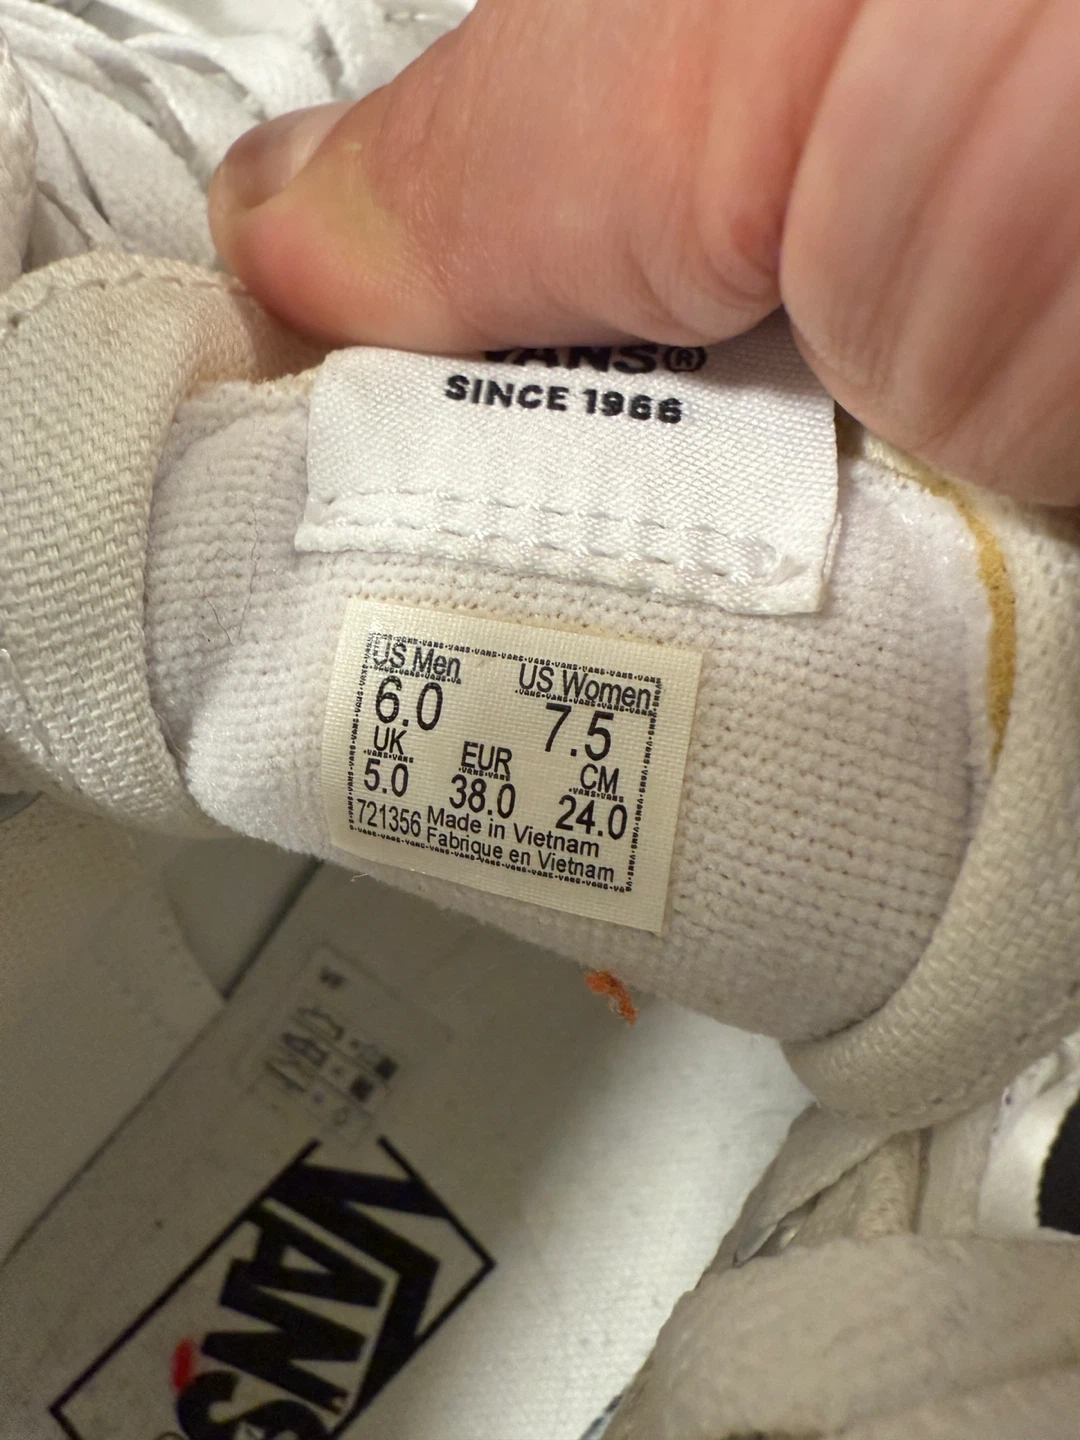 VANS®
SINCE 1966
US Men US Women
6.0 7.5
UK EUR CM
5.0 38.0 24.0
721356 Made in Vietnam
Fabrique en Vietnam
VANS